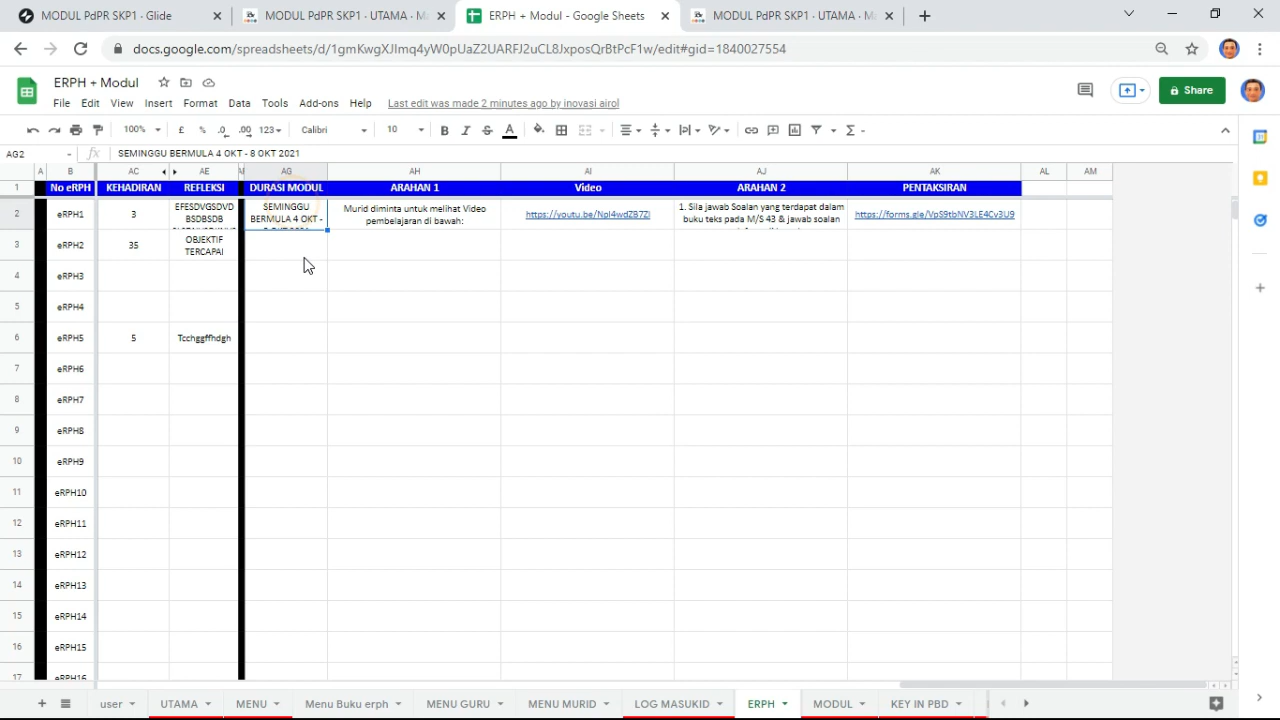 MODUL PdPR SKP1 - Glide
MODUL PdPR SKP1 - UTAMA - M
ERPH + Modul - Google Sheets
MODUL PdPR SKP1 - UTAMA - M
docs.google.com/spreadsheets/d/1gmKwgXJImq4yW0pUaZ2UARFJ2uCL8JxposQrBtPcF1w/edit#gid=1840027554
ERPH + Modul
File Edit View Insert Format Data Tools Add-ons Help Last edit was made 2 minutes ago by inovasi airol
Share
100% £ % .0 .00 123 Calibri 10 B I S A
AG2 fx SEMINGGU BERMULA 4 OKT - 8 OKT 2021
A B AC AE AG AH AI AJ AK AL AM
1 No eRPH KEHADIRAN REFLEKSI DURASI MODUL ARAHAN 1 Video ARAHAN 2 PENTAKSIRAN
2 eRPH1 3
EFESDVGSDVD
BSDBSDB
SEMINGGU
BERMULA 4 OKT -
Murid diminta untuk melihat Video
pembelajaran di bawah:
https://youtu.be/NpI4wdZB7ZI
1. Sila jawab Soalan yang terdapat dalam
buku teks pada M/S 43 & jawab soalan
https://forms.gle/VpS9tbNV3LE4Cv3U9
3 eRPH2 35
OBJEKTIF
TERCAPAI
4 eRPH3
5 eRPH4
6 eRPH5 5 Tcchggffhdgh
7 eRPH6
8 eRPH7
9 eRPH8
10 eRPH9
11 eRPH10
12 eRPH11
13 eRPH12
14 eRPH13
15 eRPH14
16 eRPH15
17 eRPH16
user UTAMA MENU Menu Buku erph MENU GURU MENU MURID LOG MASUKID ERPH MODUL KEY IN PBD